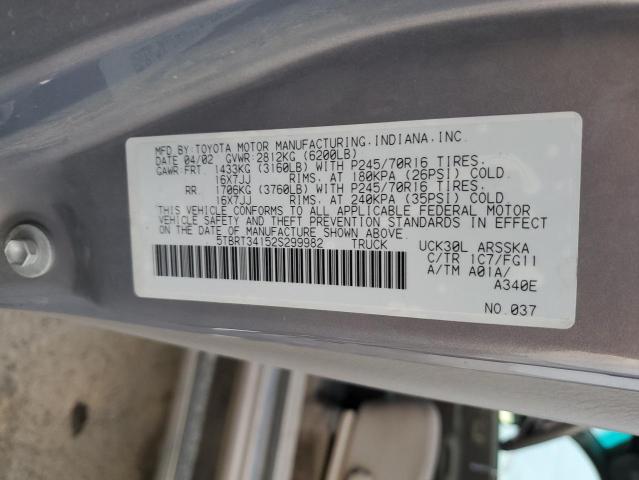 MFD.BY:TOYOTA MOTOR MANUFACTURING,INDIANA,INC.
DATE 04/02 GVWR:2812KG (6200LB)
GAWR:FRT. 1433KG (3160LB) WITH P245/70R16 TIRES,
16X7JJ RIMS, AT 180KPA (26PSI) COLD.
RR. 1706KG (3760LB) WITH P245/70R16 TIRES,
16X7JJ RIMS, AT 240KPA (35PSI) COLD.
THIS VEHICLE CONFORMS TO ALL APPLICABLE FEDERAL MOTOR
VEHICLE SAFETY AND THEFT PREVENTION STANDARDS IN EFFECT
ON THE DATE OF MANUFACTURE SHOWN ABOVE.
5TBRT34152S299982 TRUCK
UCK30L ARSSKA
C/TR 1C7/FG11
A/TM A01A/
A340E
NO.037